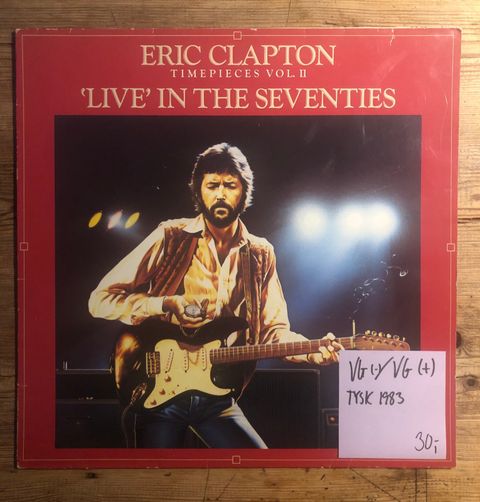 ERIC CLAPTON
TIMEPIECES VOL. II
'LIVE' IN THE SEVENTIES
VG (-)/ VG (+)
TYSK 1983
30,-